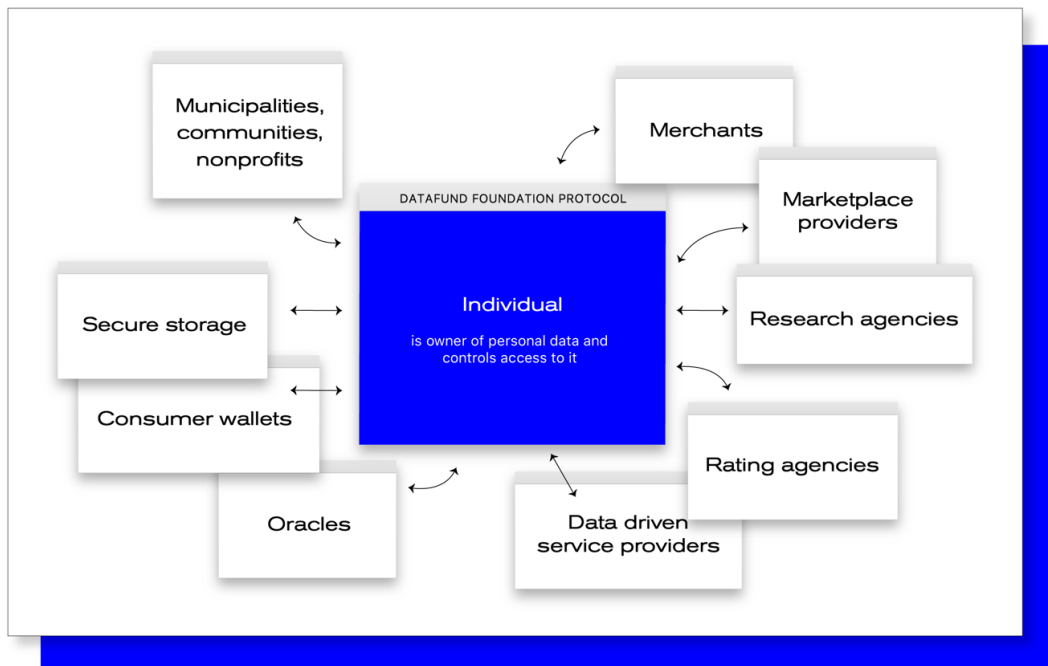 Municipalities,
communities,
nonprofits
Merchants
Marketplace
providers
DATAFUND FOUNDATION PROTOCOL
Individual
is owner of personal data and
controls access to it
Secure storage
Research agencies
Consumer wallets
Rating agencies
Oracles
Data driven
service providers